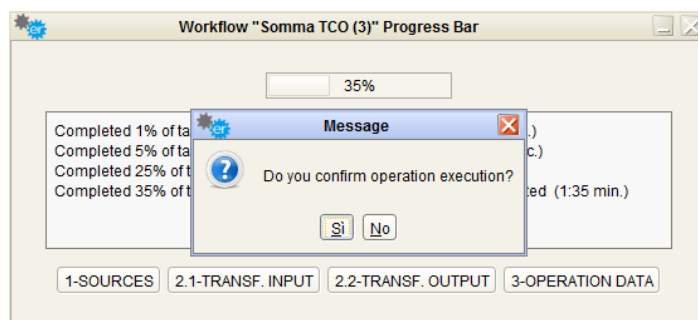 Workflow "Somma TCO (3)" Progress Bar
35%
Message
Completed 1% of ta .)
Completed 5% of ta c.)
Completed 25% of t
Completed 35% of t ted (1:35 min.)
Do you confirm operation execution?
Sì No
1-SOURCES 2.1-TRANSF. INPUT 2.2-TRANSF. OUTPUT 3-OPERATION DATA